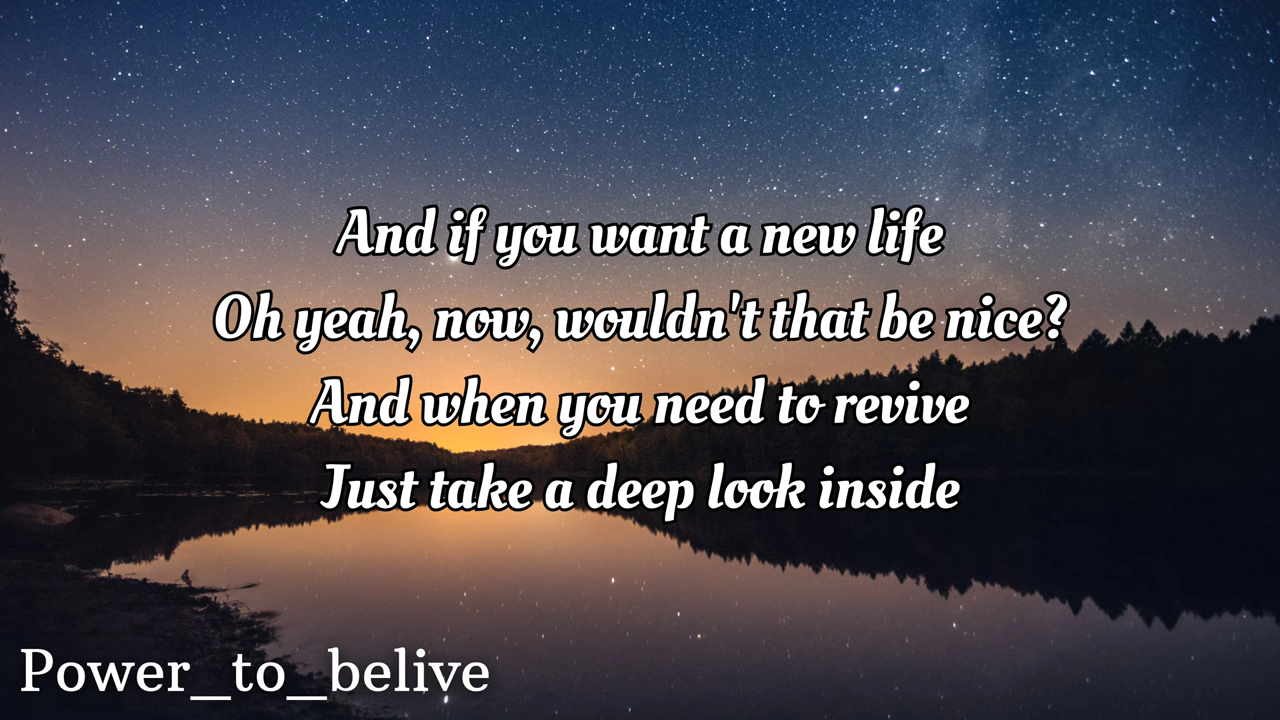 And if you want a new life
Oh yeah, now, wouldn't that be nice?
And when you need to revive
Just take a deep look inside
Power_to_belive